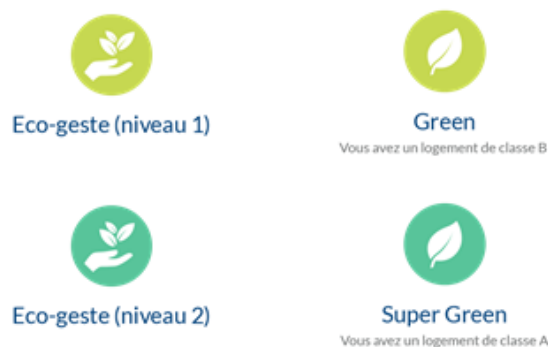 Eco-geste (niveau 1)
Green
Vous avez un logement de classe B
Eco-geste (niveau 2)
Super Green
Vous avez un logement de classe A